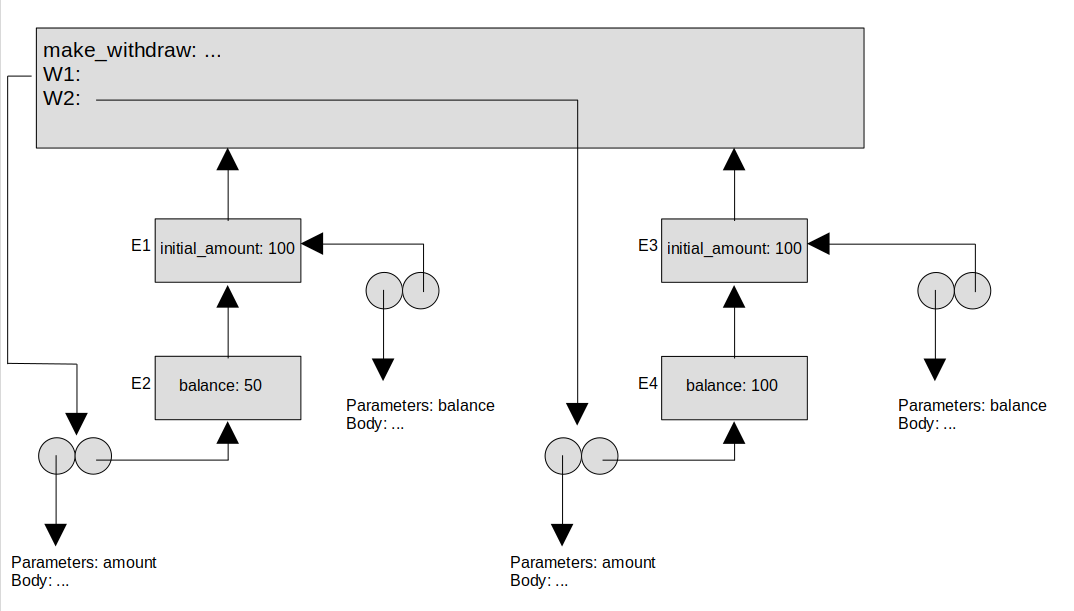 make_withdraw: ...
W1:
W2:
E1
initial_amount: 100
E3
initial_amount: 100
E2
balance: 50
E4
balance: 100
Parameters: balance
Body: ...
Parameters: balance
Body: ...
Parameters: amount
Body: ...
Parameters: amount
Body: ...